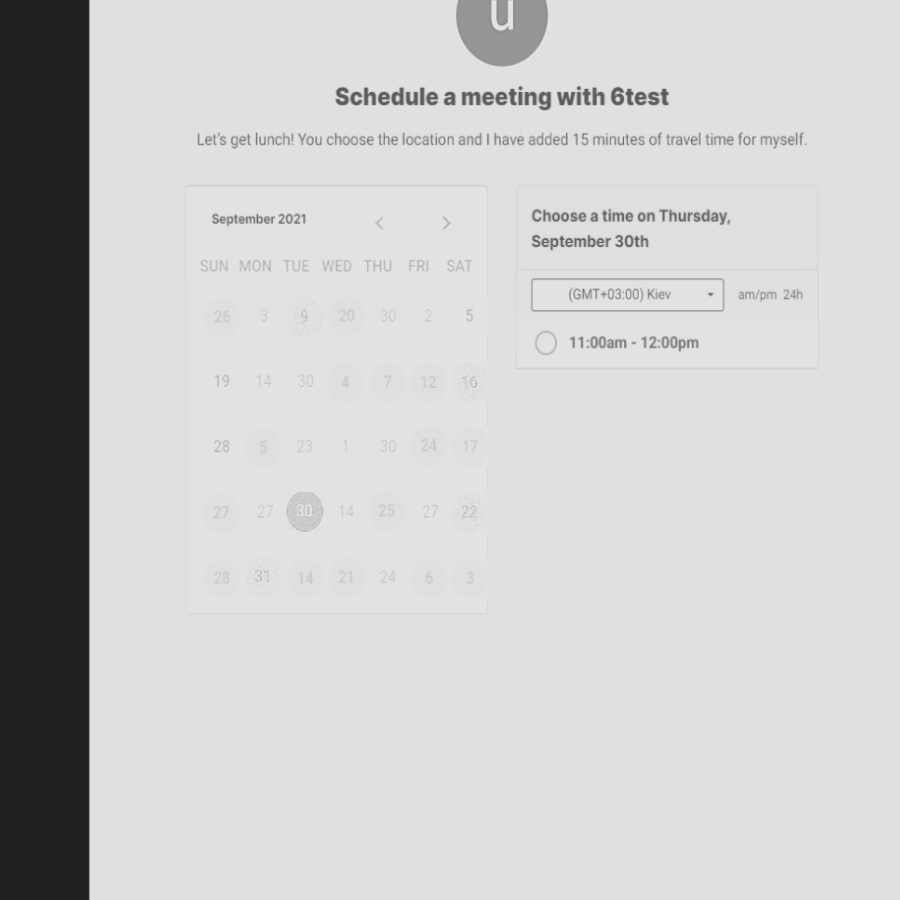 u
Schedule a meeting with 6test
Let's get lunch! You choose the location and I have added 15 minutes of travel time for myself.
September 2021
SUN MON TUE WED THU FRI SAT
26 3 9 20 30 2 5
19 14 30 4 7 12 16
28 5 23 1 30 24 17
27 27 30 14 25 27 22
28 31 14 21 24 6 3
Choose a time on Thursday,
September 30th
(GMT+03:00) Kiev am/pm 24h
11:00am - 12:00pm